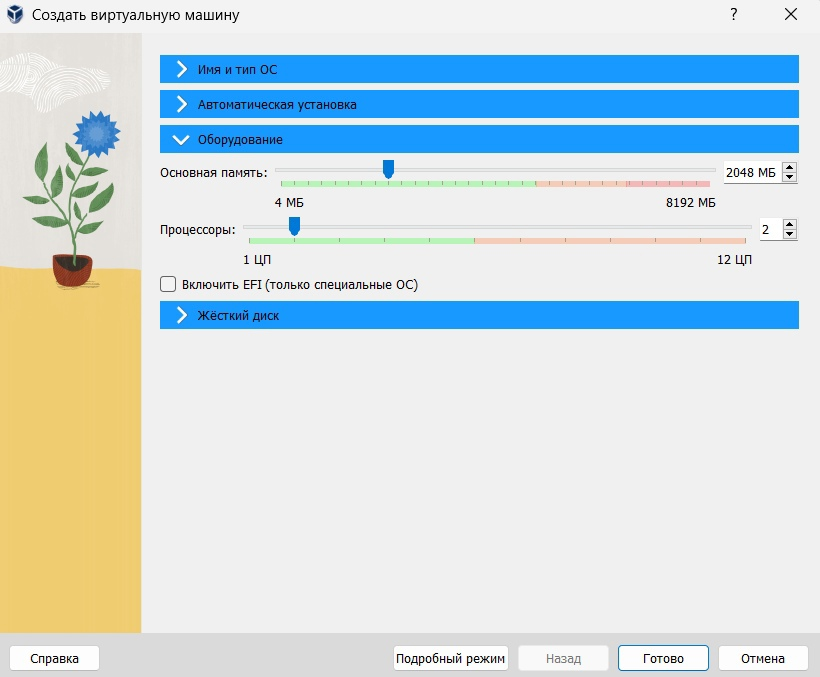 Создать виртуальную машину ?
Имя и тип ОС
Автоматическая установка
Оборудование
Основная память: 2048 МБ
4 МБ 8192 МБ
Процессоры: 2
1 ЦП 12 ЦП
Включить EFI (только специальные ОС)
Жёсткий диск
Справка Подробный режим Назад Готово Отмена